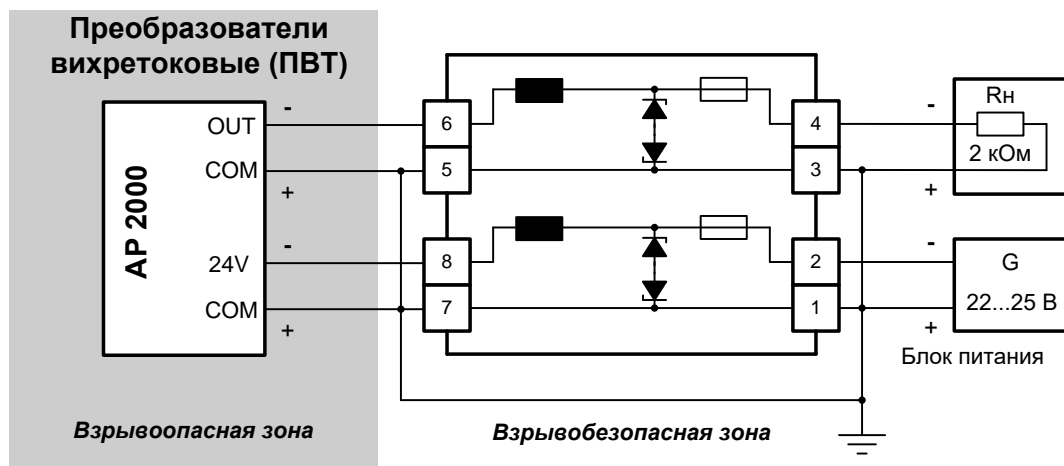 Преобразователи
вихретоковые (ПВТ)
AP 2000
-
OUT
COM
+
-
24V
COM
+
6
5
8
7
4
3
2
1
-
Rн
2 кОм
+
-
G
22...25 В
+
Блок питания
Взрывоопасная зона
Взрывобезопасная зона